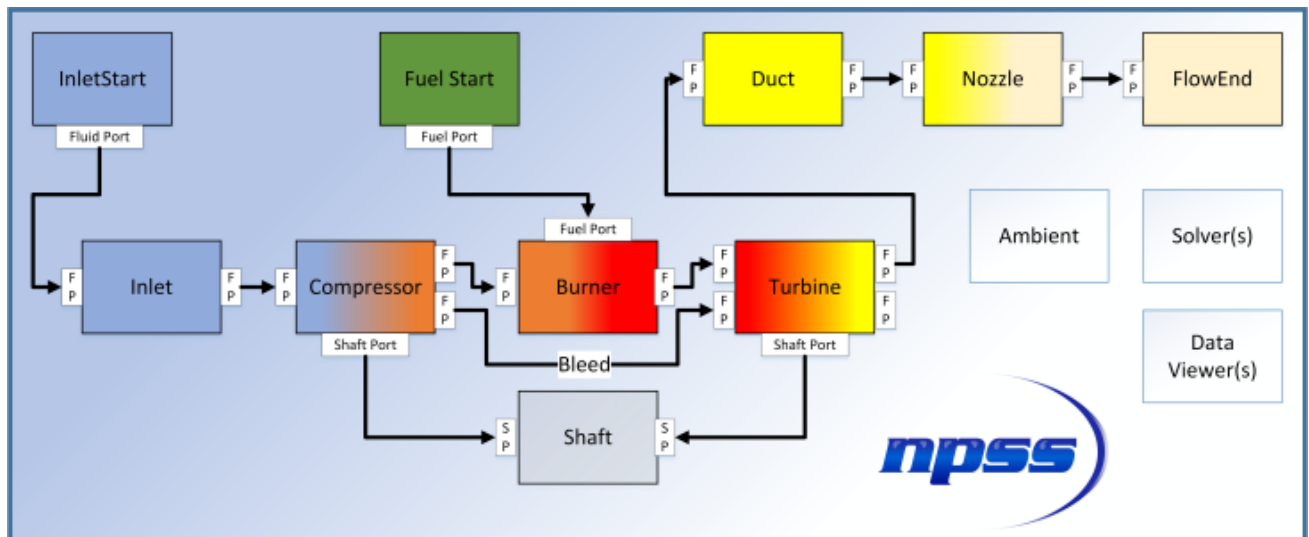 InletStart
Fluid Port
Fuel Start
Fuel Port
F
P
Duct
F
P
F
P
Nozzle
F
P
F
P
FlowEnd
Ambient
Solver(s)
Data
Viewer(s)
F
P
Inlet
F
P
F
P
Compressor
F
P
F
P
Shaft Port
Fuel Port
F
P
Burner
F
P
F
P
F
P
Turbine
F
P
F
P
Shaft Port
Bleed
S
P
Shaft
S
P
npss